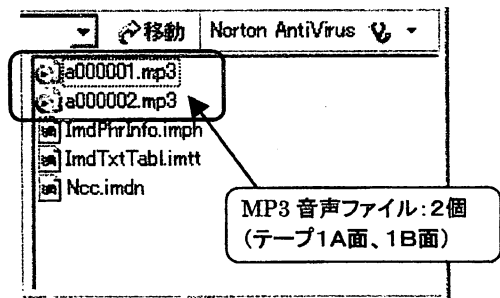 移動 Norton AntiVirus
a000001.mp3
a000002.mp3
ImdPhrInfo.imph
ImdTxtTabl.imtt
Ncc.imdn
MP3 音声ファイル:2個
(テープ1A面、1B面)